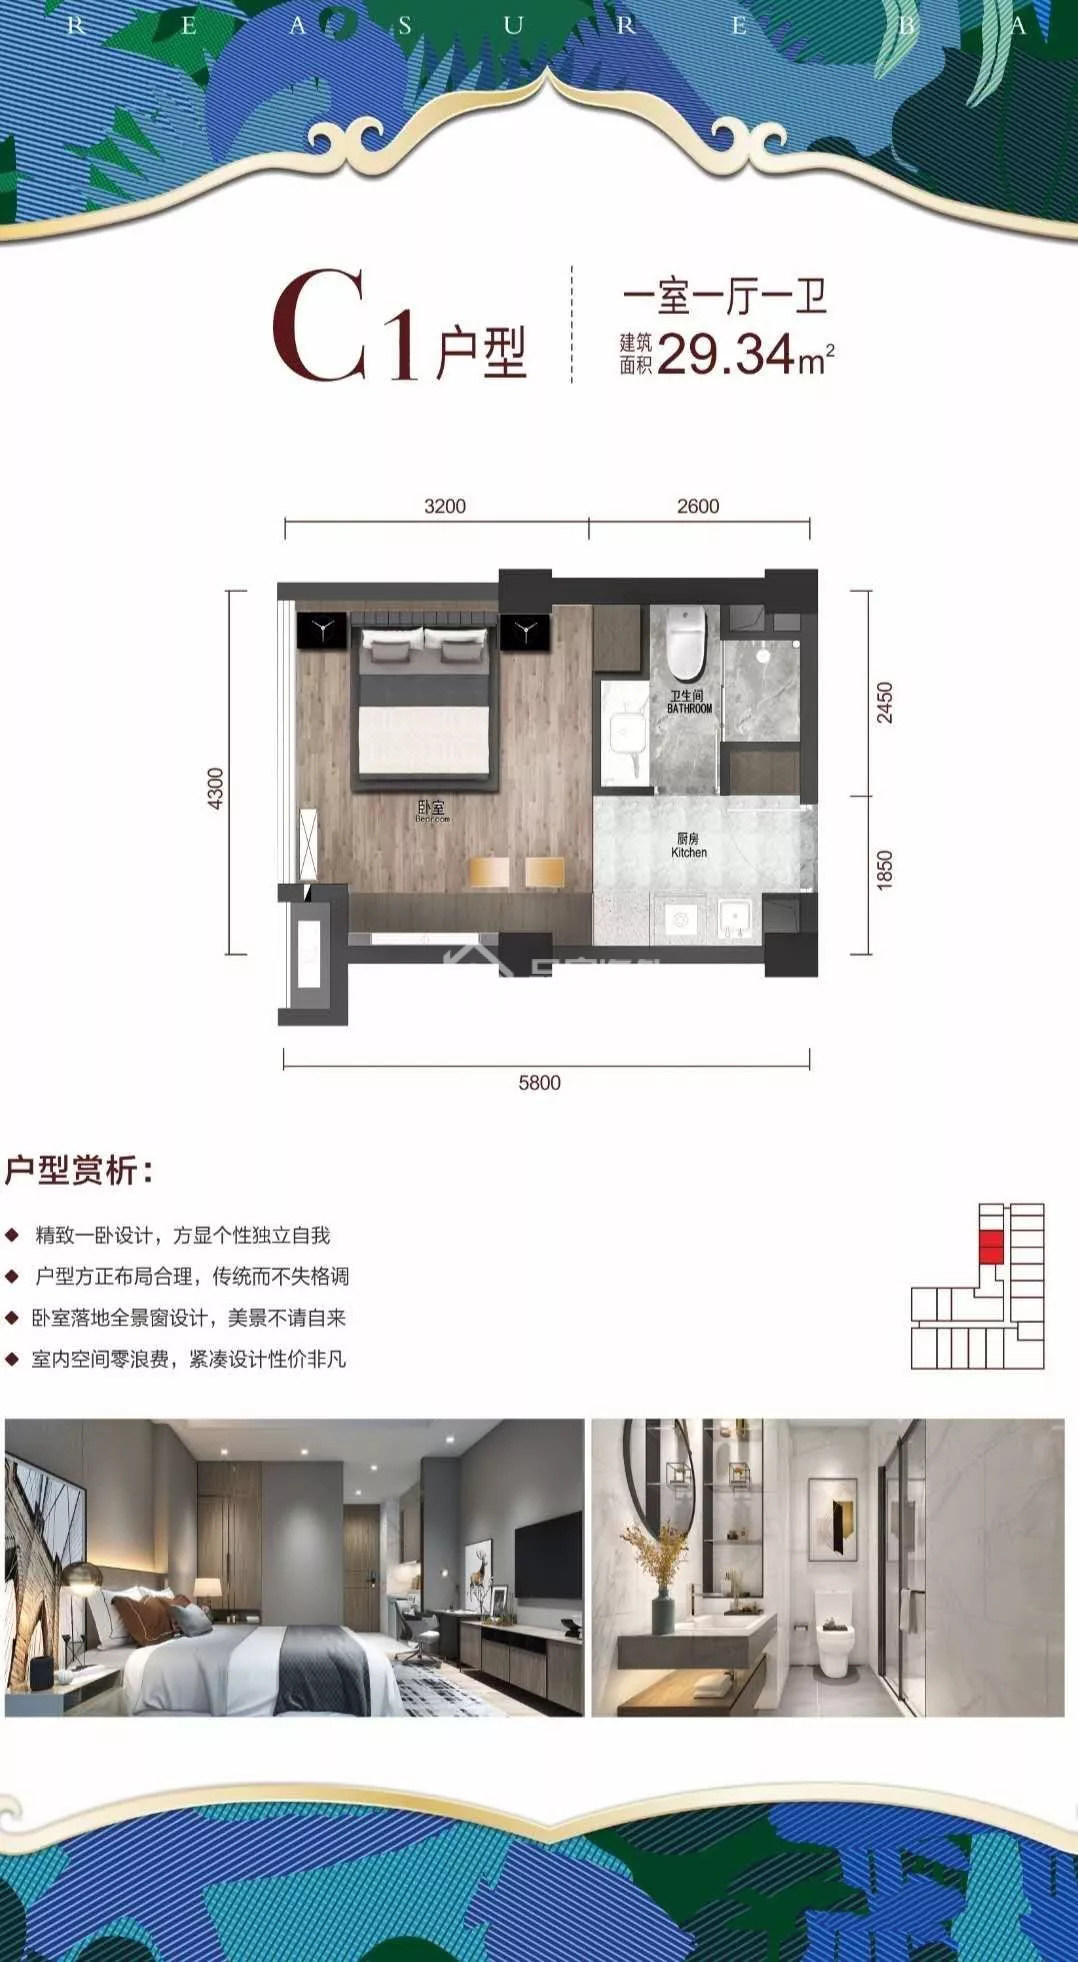 REASURE BA
C1户型
一室一厅一卫
建筑面积 29.34m²
3200 2600
卫生间
BATHROOM
2450
4300
卧室
Bedroom
厨房
Kitchen
1850
5800
户型赏析：
◆ 精致一卧设计，方显个性独立自我
◆ 户型方正布局合理，传统而不失格调
◆ 卧室落地全景窗设计，美景不请自来
◆ 室内空间零浪费，紧凑设计性价非凡